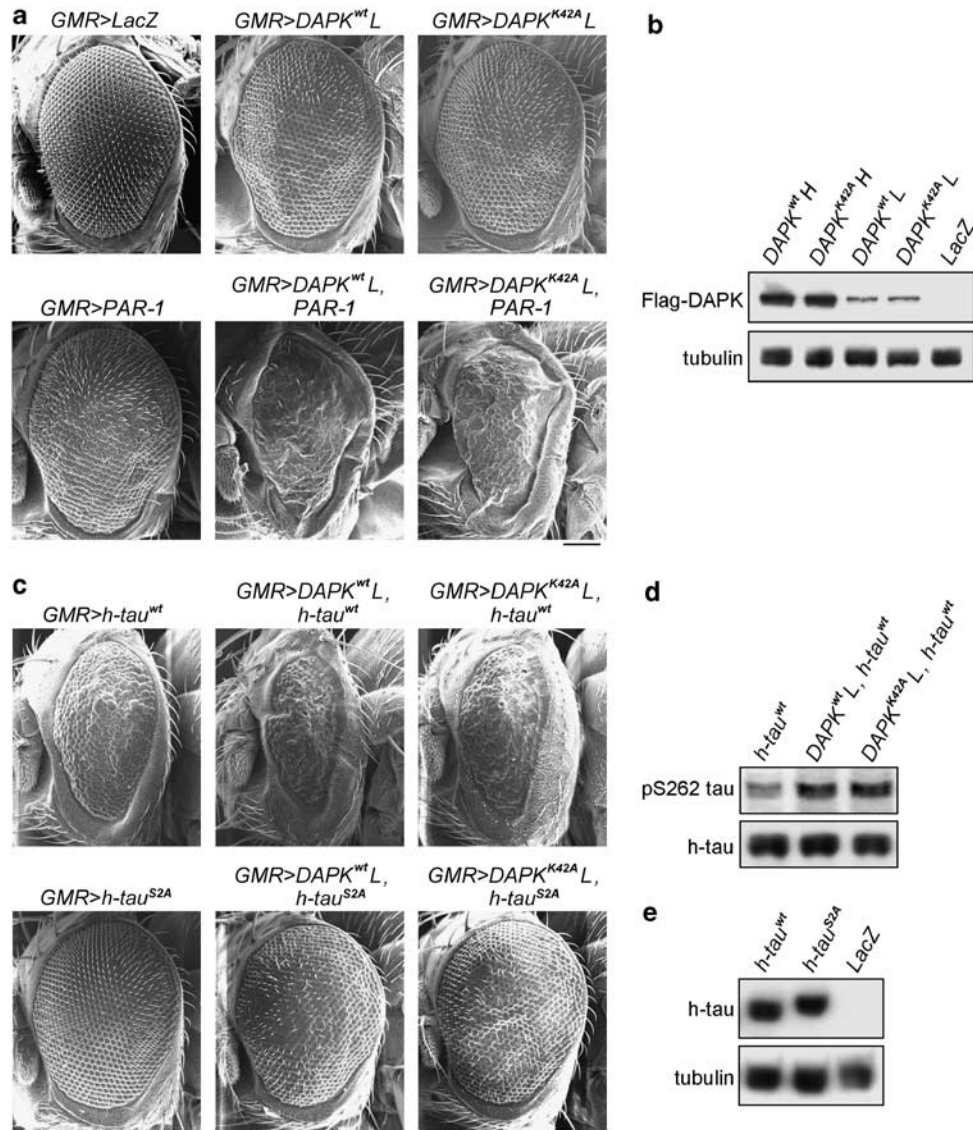 a
GMR>LacZ
GMR>DAPKwt L
GMR>DAPKK42A L
GMR>PAR-1
GMR>DAPKwt L,
PAR-1
GMR>DAPKK42A L,
PAR-1
b
DAPKwt H
DAPKK42A H
DAPKwt L
DAPKK42A L
LacZ
Flag-DAPK
tubulin
c
GMR>h-tauwt
GMR>DAPKwt L,
h-tauwt
GMR>DAPKK42A L,
h-tauwt
GMR>h-tauS2A
GMR>DAPKwt L,
h-tauS2A
GMR>DAPKK42A L,
h-tauS2A
d
h-tauwt
DAPKwt L, h-tauwt
DAPKK42A L, h-tauwt
pS262 tau
h-tau
e
h-tauwt
h-tauS2A
LacZ
h-tau
tubulin